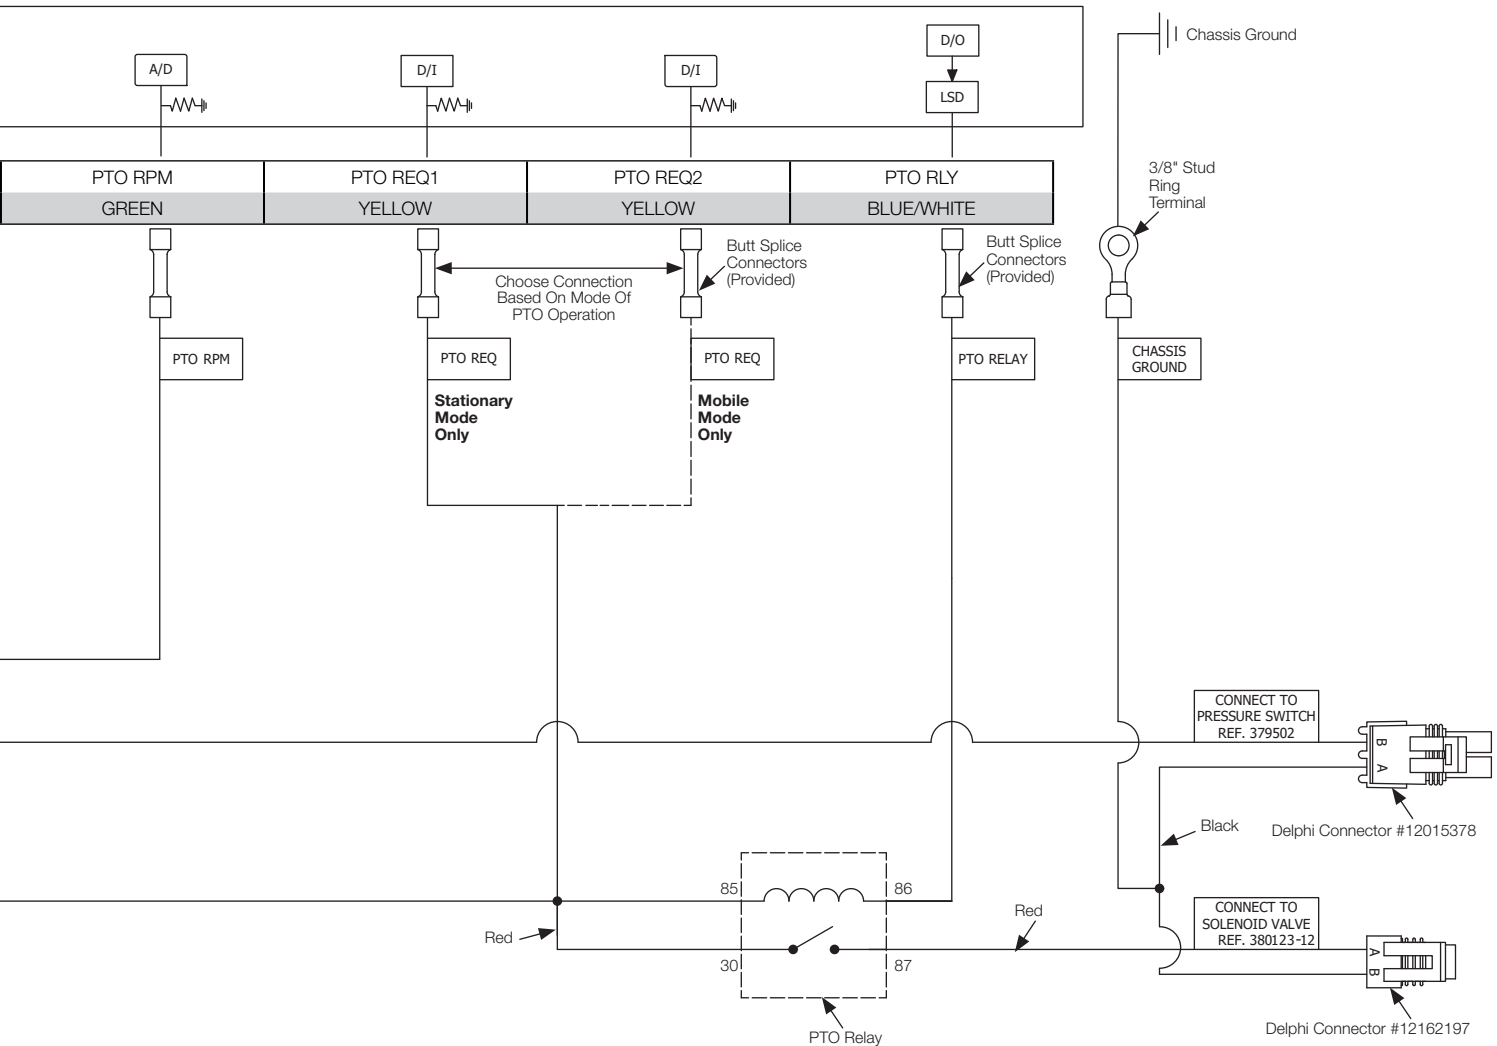 D/O
Chassis Ground
A/D
D/I
D/I
LSD
PTO RPM
PTO REQ1
PTO REQ2
PTO RLY
GREEN
YELLOW
YELLOW
BLUE/WHITE
3/8" Stud
Ring
Terminal
Butt Splice
Connectors
(Provided)
Butt Splice
Connectors
(Provided)
Choose Connection
Based On Mode Of
PTO Operation
PTO RPM
PTO REQ
PTO REQ
PTO RELAY
CHASSIS
GROUND
Stationary
Mode
Only
Mobile
Mode
Only
CONNECT TO
PRESSURE SWITCH
REF. 379502
B
A
Black
Delphi Connector #12015378
85
86
Red
Red
CONNECT TO
SOLENOID VALVE
REF. 380123-12
30
87
A
B
PTO Relay
Delphi Connector #12162197